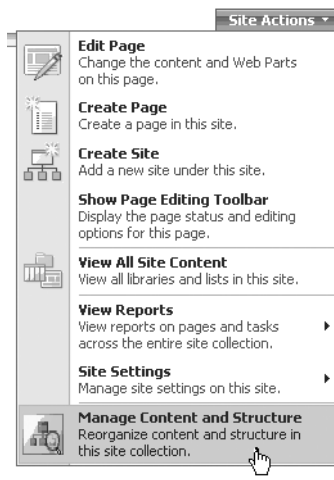 Site Actions
Edit Page
Change the content and Web Parts
on this page.
Create Page
Create a page in this site.
Create Site
Add a new site under this site.
Show Page Editing Toolbar
Display the page status and editing
options for this page.
View All Site Content
View all libraries and lists in this site.
View Reports
View reports on pages and tasks
across the entire site collection.
Site Settings
Manage site settings on this site.
Manage Content and Structure
Reorganize content and structure in
this site collection.